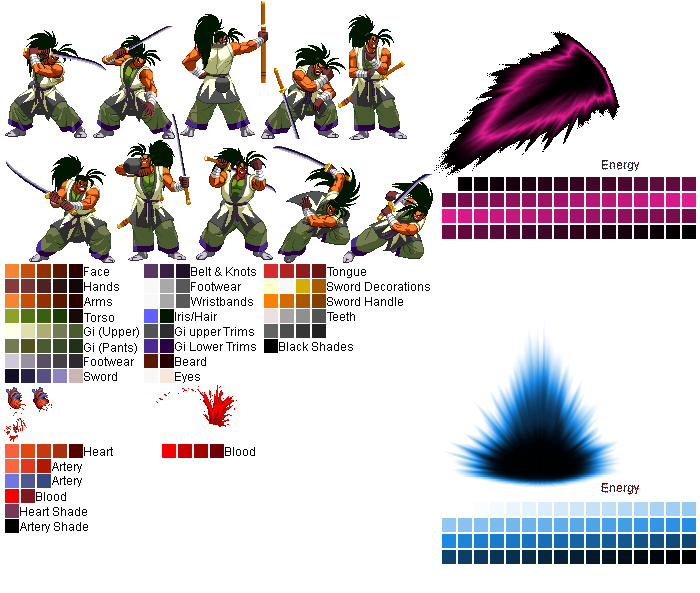 Energy
Face
Hands
Arms
Torso
Gi (Upper)
Gi (Pants)
Footwear
Sword
Belt & Knots
Footwear
Wristbands
Iris/Hair
Gi upper Trims
Gi Lower Trims
Beard
Eyes
Tongue
Sword Decorations
Sword Handle
Teeth
Black Shades
Heart
Artery
Artery
Blood
Heart Shade
Artery Shade
Blood
Energy